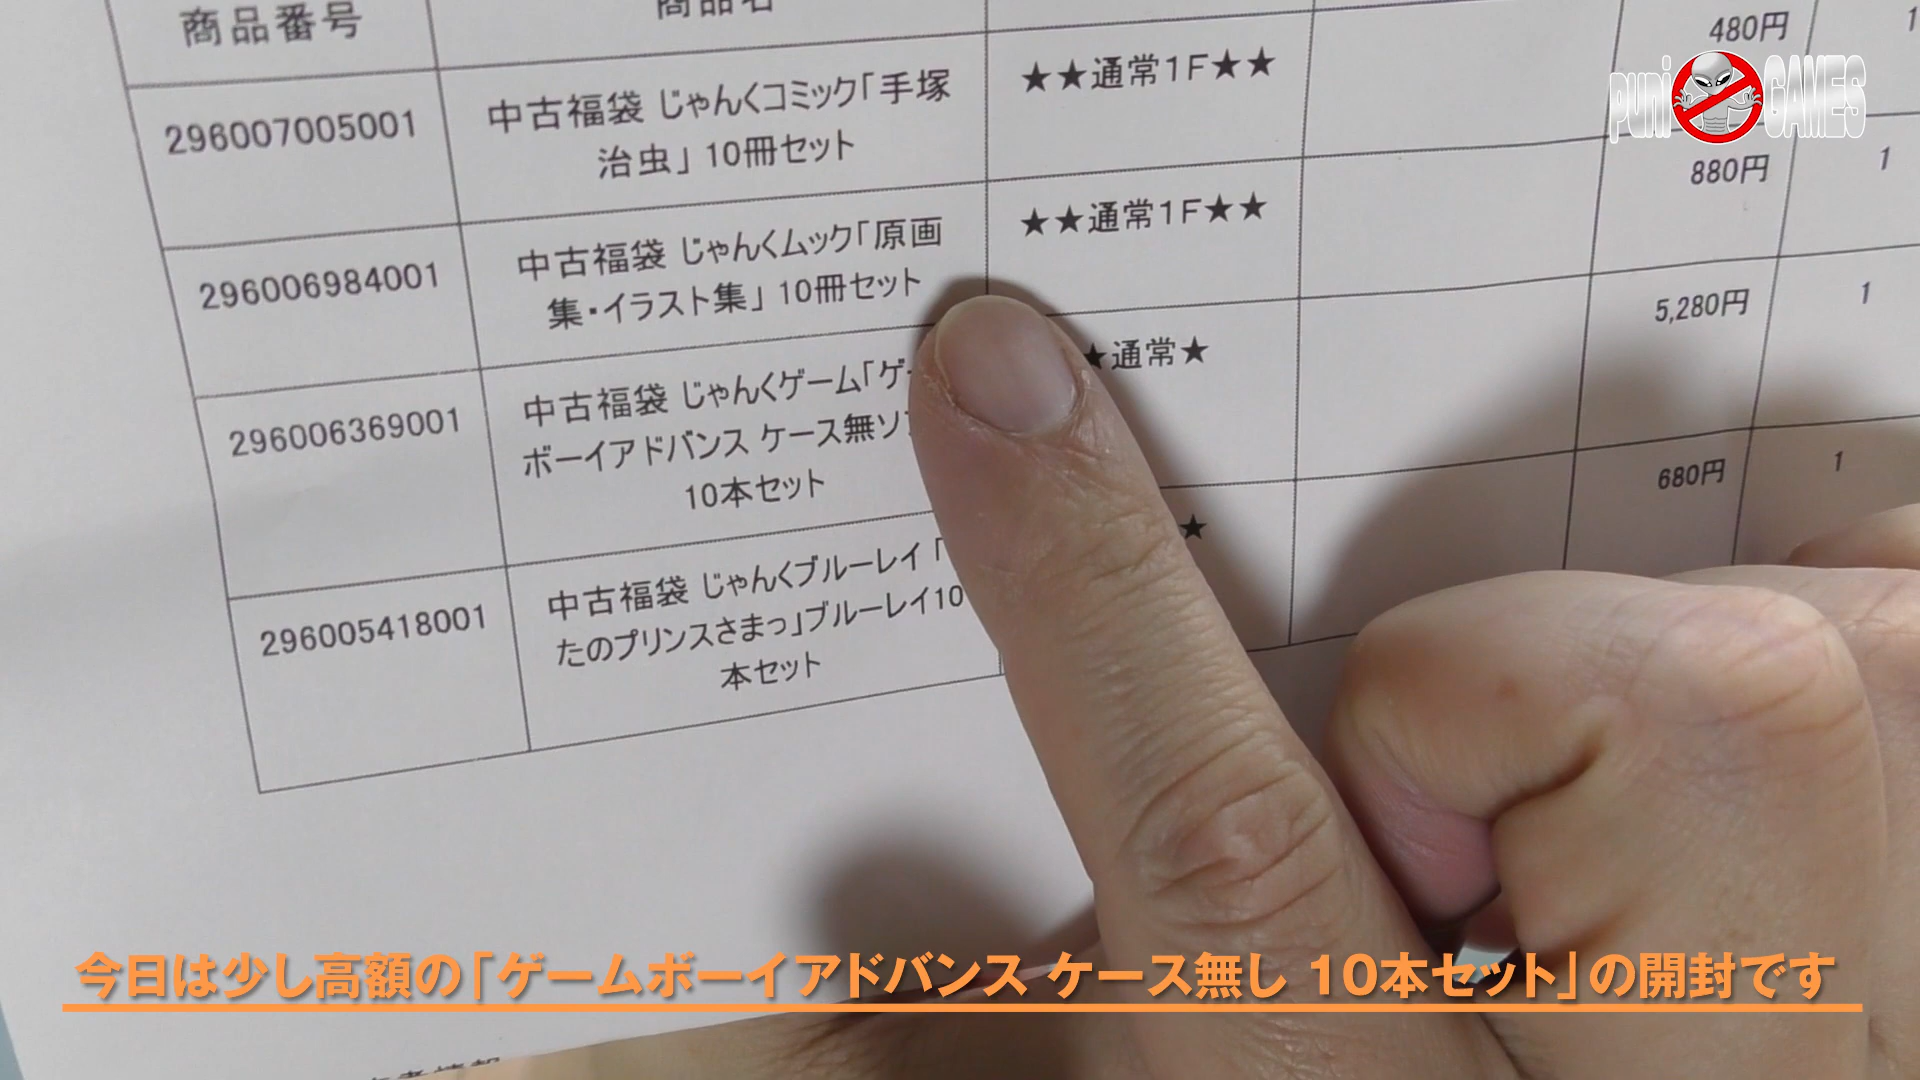 商品番号
商品名
480円
1
puni GAMES
296007005001
中古福袋 じゃんくコミック「手塚
治虫」 10冊セット
★★通常1F★★
880円
1
296006984001
中古福袋 じゃんくムック「原画
集・イラスト集」 10冊セット
★★通常1F★★
5,280円
1
296006369001
中古福袋 じゃんくゲーム「ゲー
ボーイアドバンス ケース無ソ
10本セット
★通常★
680円
1
296005418001
中古福袋 じゃんくブルーレイ「
たのプリンスさまっ」ブルーレイ10
本セット
★
今日は少し高額の「ゲームボーイアドバンス ケース無し 10本セット」の開封です